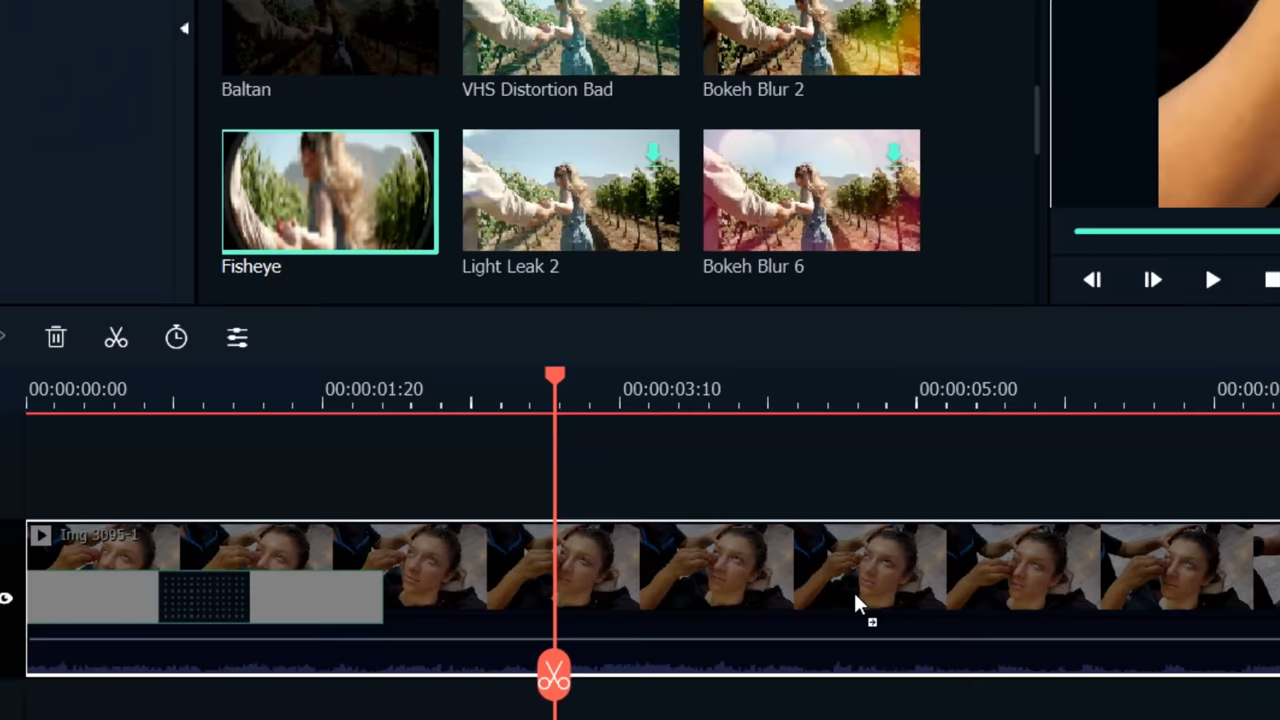 Baltan
VHS Distortion Bad
Bokeh Blur 2
Fisheye
Light Leak 2
Bokeh Blur 6
00:00:00:00
00:00:01:20
00:00:03:10
00:00:05:00
00:00:0
Img 3095-1